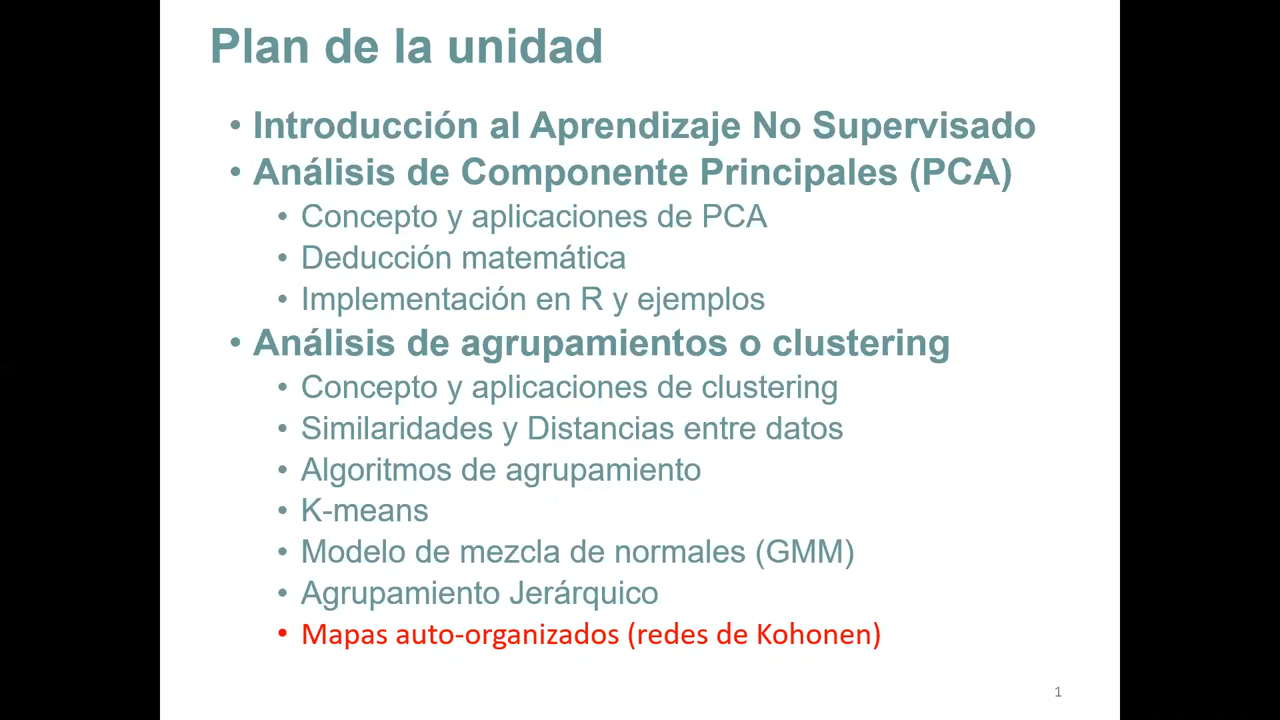 Plan de la unidad
• Introducción al Aprendizaje No Supervisado
• Análisis de Componente Principales (PCA)
• Concepto y aplicaciones de PCA
• Deducción matemática
• Implementación en R y ejemplos
• Análisis de agrupamientos o clustering
• Concepto y aplicaciones de clustering
• Similaridades y Distancias entre datos
• Algoritmos de agrupamiento
• K-means
• Modelo de mezcla de normales (GMM)
• Agrupamiento Jerárquico
• Mapas auto-organizados (redes de Kohonen)
1